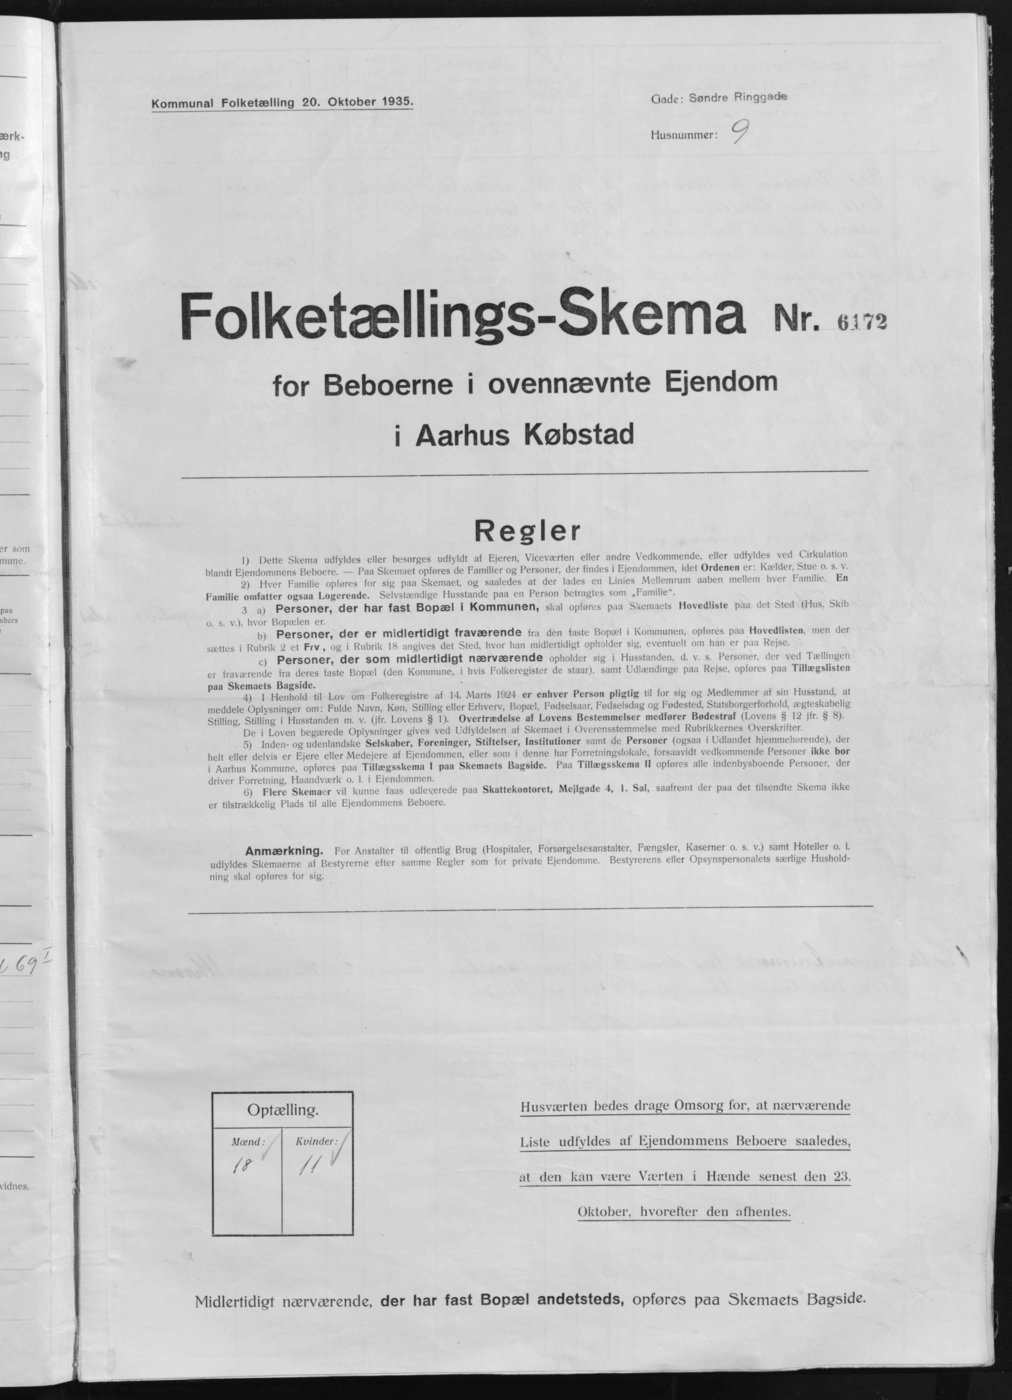 Kommunal Folketælling 20. Oktober 1935.
Gade: Søndre Ringgade
Husnummer: 9
Folketællings-Skema Nr. 6172
for Beboerne i ovennævnte Ejendom
i Aarhus Købstad
Regler
1) Dette Skema udfyldes eller besørges udfyldt af Ejeren, Viceværten eller andre Vedkommende, eller udfyldes ved Cirkulation
blandt Ejendommens Beboere. — Paa Skemaet opføres de Familier og Personer, der findes i Ejendommen, idet Ordenen er: Kælder, Stue o. s. v.
2) Hver Familie opføres for sig paa Skemaet, og saaledes at der lades en Linies Mellemrum aaben mellem hver Familie. En
Familie omfatter ogsaa Logerende. Selvstændige Husstande paa en Person betragtes som „Familie“.
3 a) Personer, der har fast Bopæl i Kommunen, skal opføres paa Skemaets Hovedliste paa det Sted (Hus, Skib
o. s. v.), hvor Bopælen er.
b) Personer, der er midlertidigt fraværende fra den faste Bopæl i Kommunen, opføres paa Hovedlisten, men der
sættes i Rubrik 2 et Frv., og i Rubrik 18 angives det Sted, hvor han midlertidigt opholder sig, eventuelt om han er paa Rejse.
c) Personer, der som midlertidigt nærværende opholder sig i Husstanden, d. v. s. Personer, der ved Tællingen
er fraværende fra deres faste Bopæl (den Kommune, i hvis Folkeregister de staar), samt Udlændinge paa Rejse, opføres paa Tillægslisten
paa Skemaets Bagside.
4) I Henhold til Lov om Folkeregistre af 14. Marts 1924 er enhver Person pligtig til for sig og Medlemmer af sin Husstand, at
meddele Oplysninger om: Fulde Navn, Køn, Stilling eller Erhverv, Bopæl, Fødselsaar, Fødselsdag og Fødested, Statsborgerforhold, ægteskabelig
Stilling, Stilling i Husstanden m. v. (jfr. Lovens § 1). Overtrædelse af Lovens Bestemmelser medfører Bødestraf (Lovens § 12 jfr. § 8).
De i Loven begærede Oplysninger gives ved Udfyldelsen af Skemaet i Overensstemmelse med Rubrikkernes Overskrifter.
5) Inden- og udenlandske Selskaber, Foreninger, Stiftelser, Institutioner samt de Personer (ogsaa i Udlandet hjemmehørende), der
helt eller delvis er Ejere eller Medejere af Ejendommen, eller som i denne har Forretningslokale, forsaavidt vedkommende Personer ikke bor
i Aarhus Kommune, opføres paa Tillægsskema I paa Skemaets Bagside. Paa Tillægsskema II opføres alle indenbysboende Personer, der
driver Forretning, Haandværk o. l. i Ejendommen.
6) Flere Skemaer vil kunne faas udleverede paa Skattekontoret, Mejlgade 4, 1. Sal, saafremt der paa det tilsendte Skema ikke
er tilstrækkelig Plads til alle Ejendommens Beboere.
Anmærkning. For Anstalter til offentlig Brug (Hospitaler, Forsørgelsesanstalter, Fængsler, Kaserner o. s. v.) samt Hoteller o. l.
udfyldes Skemaerne af Bestyrerne efter samme Regler som for private Ejendomme. Bestyrerens eller Opsynspersonalets særlige Hushold-
ning skal opføres for sig.
Optælling.
Mænd: Kvinder:
18 11
Husværten bedes drage Omsorg for, at nærværende
Liste udfyldes af Ejendommens Beboere saaledes,
at den kan være Værten i Hænde senest den 23.
Oktober, hvorefter den afhentes.
Midlertidigt nærværende, der har fast Bopæl andetsteds, opføres paa Skemaets Bagside.